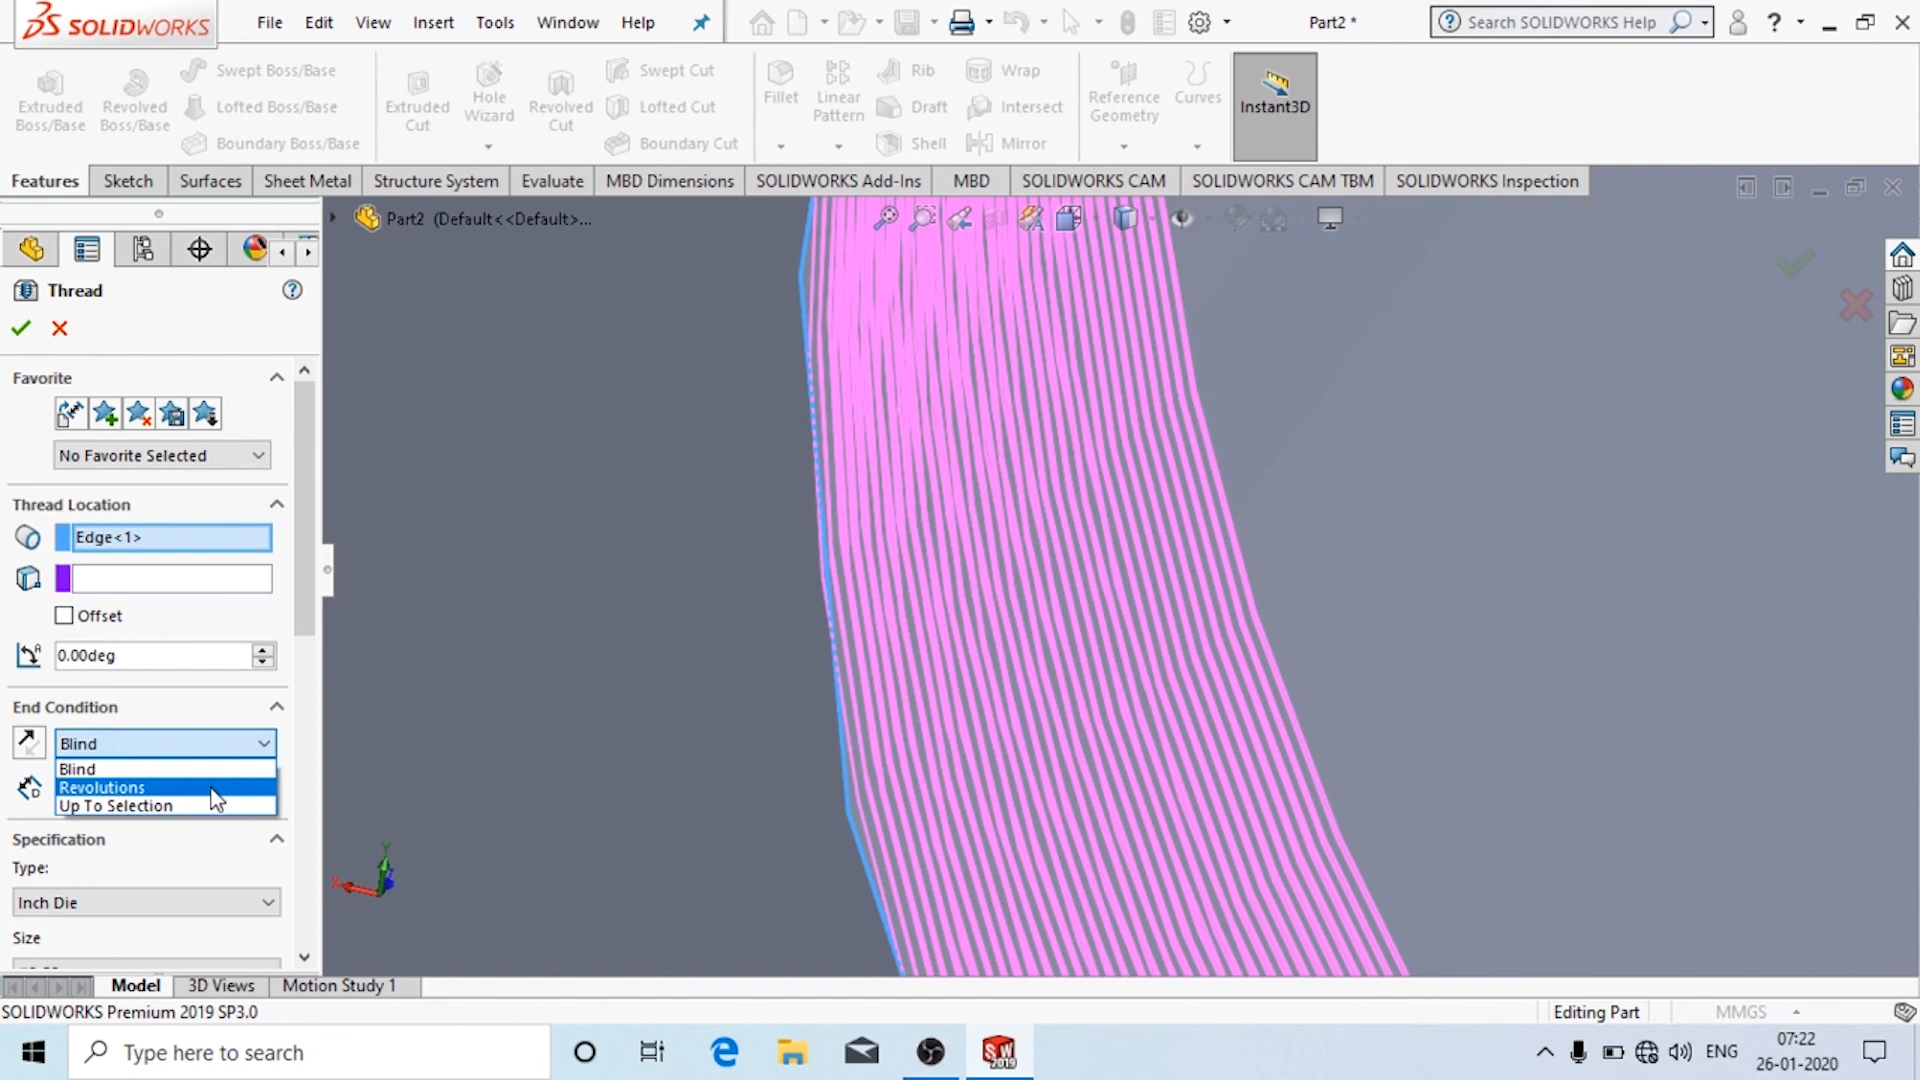 SOLIDWORKS File Edit View Insert Tools Window Help Part2 * Search SOLIDWORKS Help ?
Extruded Boss/Base
Revolved Boss/Base
Swept Boss/Base
Lofted Boss/Base
Boundary Boss/Base
Extruded Cut
Hole Wizard
Revolved Cut
Swept Cut
Lofted Cut
Boundary Cut
Fillet
Linear Pattern
Rib
Draft
Shell
Wrap
Intersect
Mirror
Reference Geometry
Curves
Instant3D
Features Sketch Surfaces Sheet Metal Structure System Evaluate MBD Dimensions SOLIDWORKS Add-Ins MBD SOLIDWORKS CAM SOLIDWORKS CAM TBM SOLIDWORKS Inspection
Part2 (Default<<Default>...
Thread
Favorite
No Favorite Selected
Thread Location
Edge<1>
Offset
0.00deg
End Condition
Blind
Blind
Revolutions
Up To Selection
Specification
Type:
Inch Die
Size
Y
X
Z
Model 3D Views Motion Study 1
SOLIDWORKS Premium 2019 SP3.0 Editing Part MMGS
Type here to search
SW
2019
ENG
07:22
26-01-2020